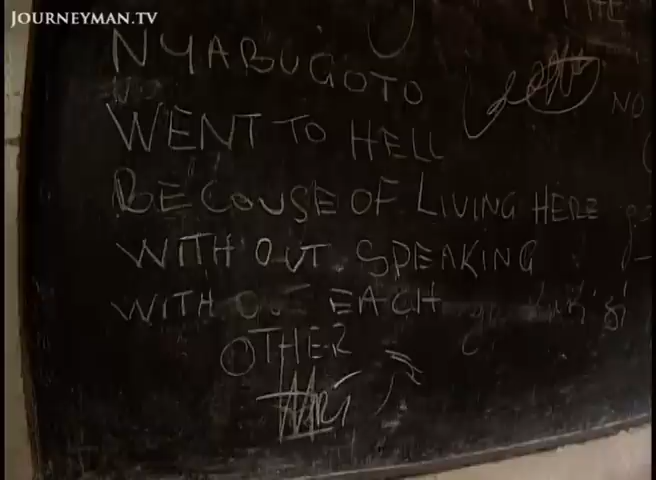 JOURNEYMAN.TV
NYABUGOTO
WENT TO HELL
BECOUSE OF LIVING HERE
WITH OUT SPEAKING
WITH OUT EACH
OTHER
NO